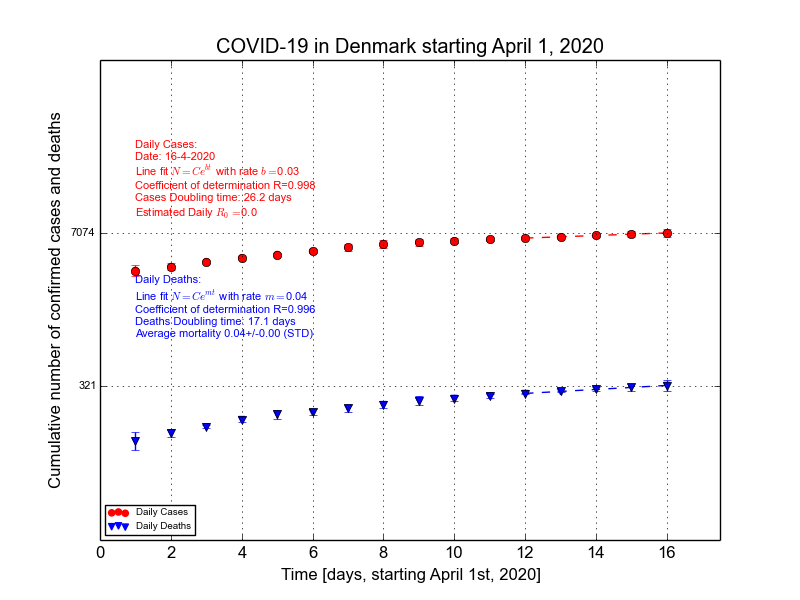 COVID-19 in Denmark starting April 1, 2020
Cumulative number of confirmed cases and deaths
Daily Cases:
Date: 16-4-2020
Line fit N=Ce^{bt} with rate b=0.03
Coefficient of determination R=0.998
Cases Doubling time: 26.2 days
Estimated Daily R_0=0.0
7074
Daily Deaths:
Line fit N=Ce^{mt} with rate m=0.04
Coefficient of determination R=0.996
Deaths Doubling time: 17.1 days
Average mortality 0.04+/-0.00 (STD)
321
Daily Cases
Daily Deaths
0 2 4 6 8 10 12 14 16
Time [days, starting April 1st, 2020]